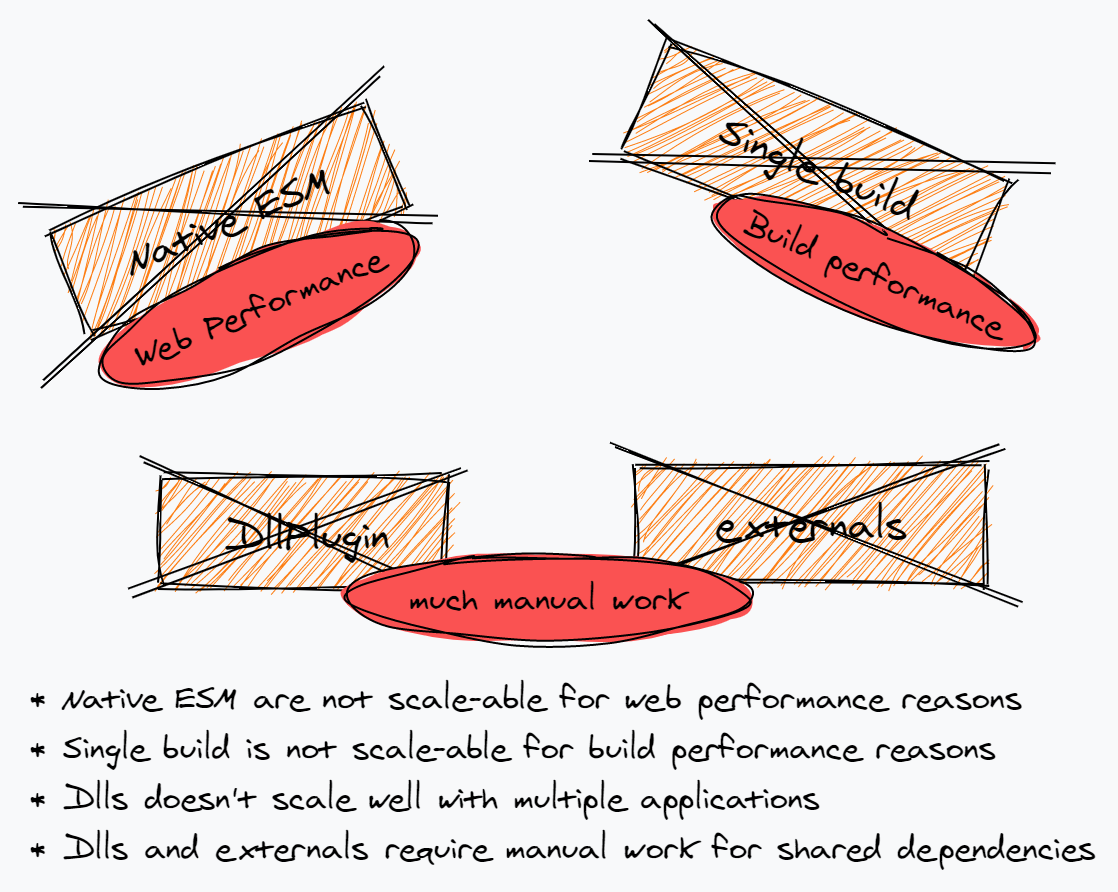 Native ESM
Web Performance
Single build
Build performance
DllPlugin
externals
much manual work
* Native ESM are not scale-able for web performance reasons
* Single build is not scale-able for build performance reasons
* Dlls doesn't scale well with multiple applications
* Dlls and externals require manual work for shared dependencies